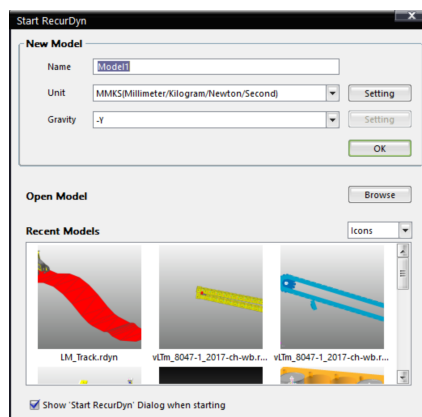 Start RecurDyn
New Model
Name Model1
Unit MMKS(Millimeter/Kilogram/Newton/Second) Setting
Gravity -Y Setting
OK
Open Model Browse
Recent Models Icons
LM_Track.rdyn vLTm_8047-1_2017-ch-wb.r... vLTm_8047-1_2017-ch-wb.r...
Show 'Start RecurDyn' Dialog when starting